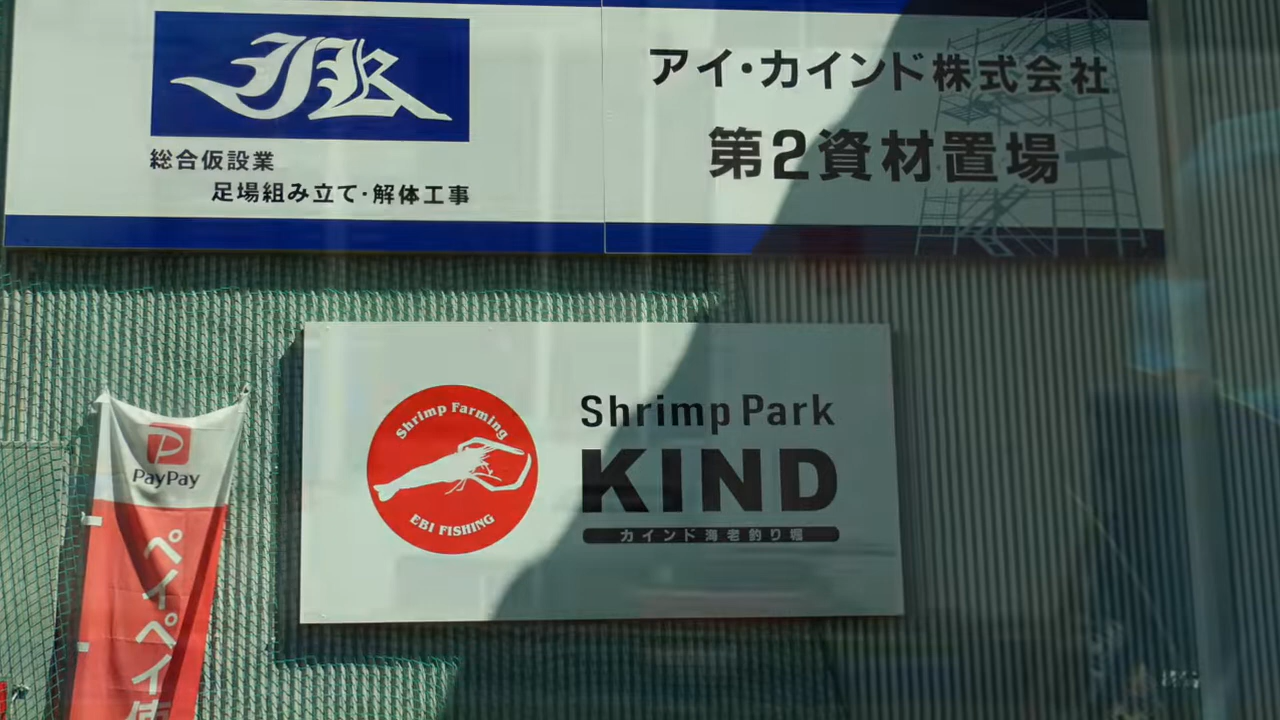 IK
総合仮設業
足場組み立て・解体工事
アイ・カインド株式会社
第2資材置場
Shrimp Farming
EBI FISHING
Shrimp Park
KIND
カインド海老釣り堀
PayPay
ペイペイ